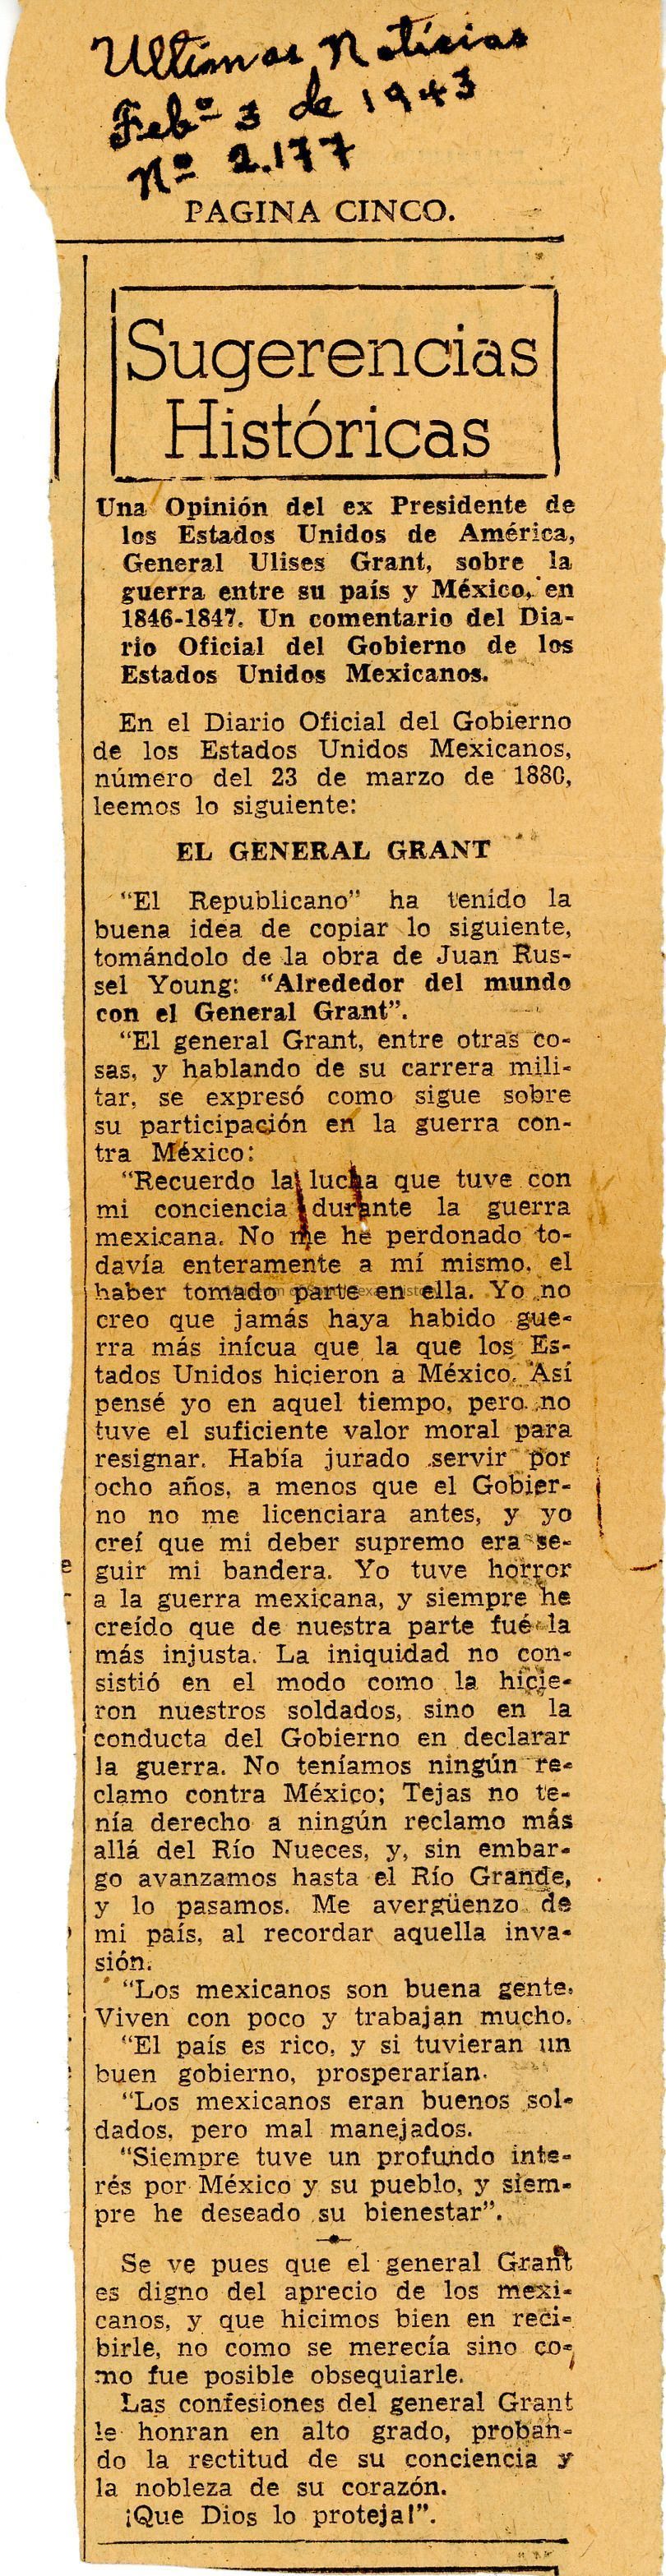 Ultimas Noticias
Feb.º 3 de 1943
Nº 2.177
PAGINA CINCO.
Sugerencias
Históricas
Una Opinión del ex Presidente de
los Estados Unidos de América,
General Ulises Grant, sobre la
guerra entre su país y México, en
1846-1847. Un comentario del Dia-
rio Oficial del Gobierno de los
Estados Unidos Mexicanos.
En el Diario Oficial del Gobierno
de los Estados Unidos Mexicanos,
número del 23 de marzo de 1880,
leemos lo siguiente:
EL GENERAL GRANT
“El Republicano” ha tenido la
buena idea de copiar lo siguiente,
tomándolo de la obra de Juan Rus-
sel Young: “Alrededor del mundo
con el General Grant”.
“El general Grant, entre otras co-
sas, y hablando de su carrera mili-
tar, se expresó como sigue sobre
su participación en la guerra con-
tra México:
“Recuerdo la lucha que tuve con
mi conciencia durante la guerra
mexicana. No me he perdonado to-
davía enteramente a mí mismo, el
haber tomado parte en ella. Yo no
creo que jamás haya habido gue-
rra más inícua que la que los Es-
tados Unidos hicieron a México. Así
pensé yo en aquel tiempo, pero no
tuve el suficiente valor moral para
resignar. Había jurado servir por
ocho años, a menos que el Gobier-
no no me licenciara antes, y yo
creí que mi deber supremo era se-
guir mi bandera. Yo tuve horror
a la guerra mexicana, y siempre he
creído que de nuestra parte fué la
más injusta. La iniquidad no con-
sistió en el modo como la hicie-
ron nuestros soldados, sino en la
conducta del Gobierno en declarar
la guerra. No teníamos ningún re-
clamo contra México; Tejas no te-
nía derecho a ningún reclamo más
allá del Río Nueces, y, sin embar-
go avanzamos hasta el Río Grande,
y lo pasamos. Me avergüenzo de
mi país, al recordar aquella inva-
sión.
“Los mexicanos son buena gente.
Viven con poco y trabajan mucho.
“El país es rico, y si tuvieran un
buen gobierno, prosperarían.
“Los mexicanos eran buenos sol-
dados, pero mal manejados.
“Siempre tuve un profundo inte-
rés por México y su pueblo, y siem-
pre he deseado su bienestar”.
Se ve pues que el general Grant
es digno del aprecio de los mexi-
canos, y que hicimos bien en reci-
birle, no como se merecía sino co-
mo fue posible obsequiarle.
Las confesiones del general Grant
le honran en alto grado, proban-
do la rectitud de su conciencia y
la nobleza de su corazón.
¡Que Dios lo proteja!”.